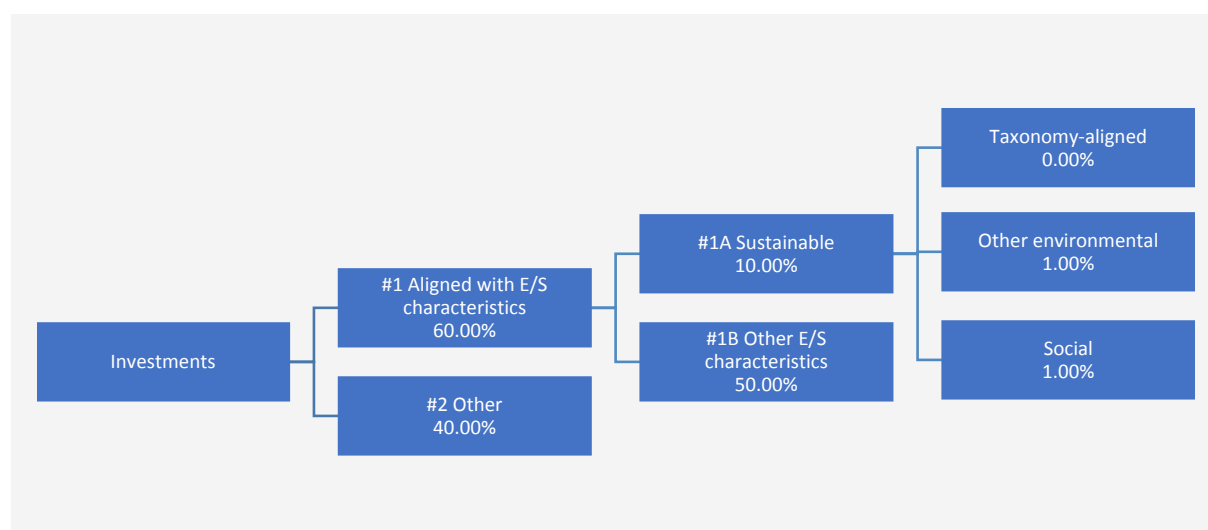 Investments
#1 Aligned with E/S
characteristics
60.00%
#2 Other
40.00%
#1A Sustainable
10.00%
#1B Other E/S
characteristics
50.00%
Taxonomy-aligned
0.00%
Other environmental
1.00%
Social
1.00%